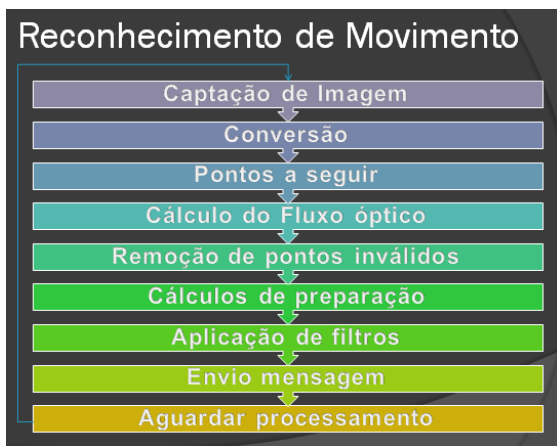 Reconhecimento de Movimento
Captação de Imagem
Conversão
Pontos a seguir
Cálculo do Fluxo óptico
Remoção de pontos inválidos
Cálculos de preparação
Aplicação de filtros
Envio mensagem
Aguardar processamento